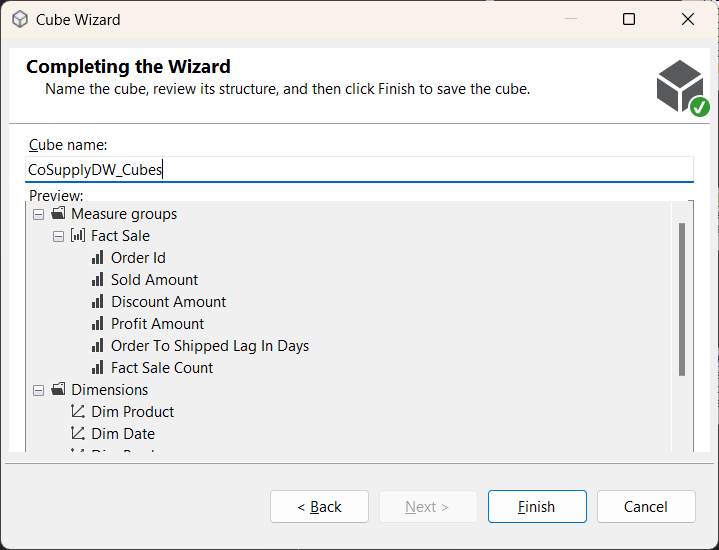 Cube Wizard
Completing the Wizard
Name the cube, review its structure, and then click Finish to save the cube.
Cube name:
CoSupplyDW_Cubes
Preview:
Measure groups
Fact Sale
Order Id
Sold Amount
Discount Amount
Profit Amount
Order To Shipped Lag In Days
Fact Sale Count
Dimensions
Dim Product
Dim Date
< Back
Next >
Finish
Cancel